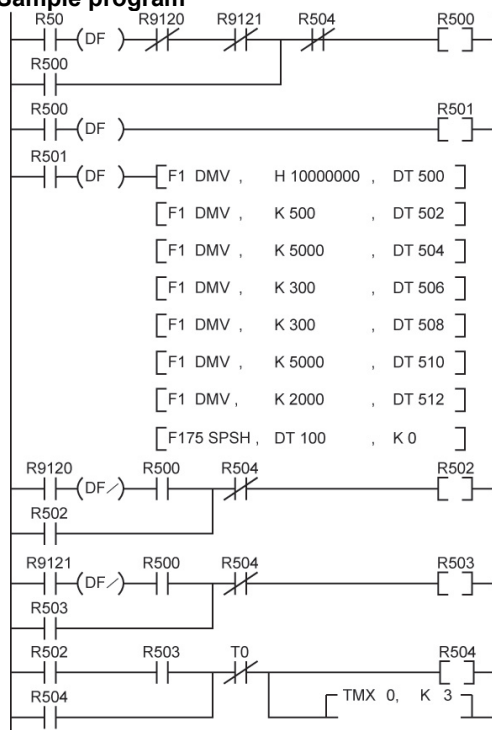 Sample program
R50 R9120 R9121 R504 R500
(DF)
R500
R500 R501
(DF)
R501
(DF) [F1 DMV , H 10000000 , DT 500 ]
[F1 DMV , K 500 , DT 502 ]
[F1 DMV , K 5000 , DT 504 ]
[F1 DMV , K 300 , DT 506 ]
[F1 DMV , K 300 , DT 508 ]
[F1 DMV , K 5000 , DT 510 ]
[F1 DMV , K 2000 , DT 512 ]
[F175 SPSH , DT 100 , K 0 ]
R9120 R500 R504 R502
(DF/)
R502
R9121 R500 R504 R503
(DF/)
R503
R502 R503 T0 R504
R504 TMX 0, K 3